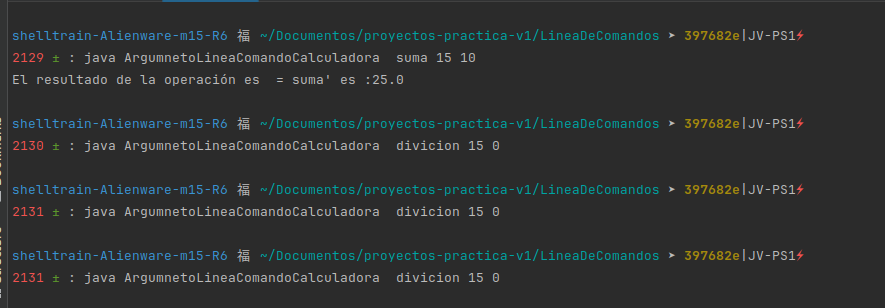 shelltrain-Alienware-m15-R6 福 ~/Documentos/proyectos-practica-v1/LineaDeComandos ➤ 397682e|JV-PS1⚡
2129 ± : java ArgumnetoLineaComandoCalculadora  suma 15 10
El resultado de la operación es  = suma' es :25.0
shelltrain-Alienware-m15-R6 福 ~/Documentos/proyectos-practica-v1/LineaDeComandos ➤ 397682e|JV-PS1⚡
2130 ± : java ArgumnetoLineaComandoCalculadora  divicion 15 0
shelltrain-Alienware-m15-R6 福 ~/Documentos/proyectos-practica-v1/LineaDeComandos ➤ 397682e|JV-PS1⚡
2131 ± : java ArgumnetoLineaComandoCalculadora  divicion 15 0
shelltrain-Alienware-m15-R6 福 ~/Documentos/proyectos-practica-v1/LineaDeComandos ➤ 397682e|JV-PS1⚡
2131 ± : java ArgumnetoLineaComandoCalculadora  divicion 15 0